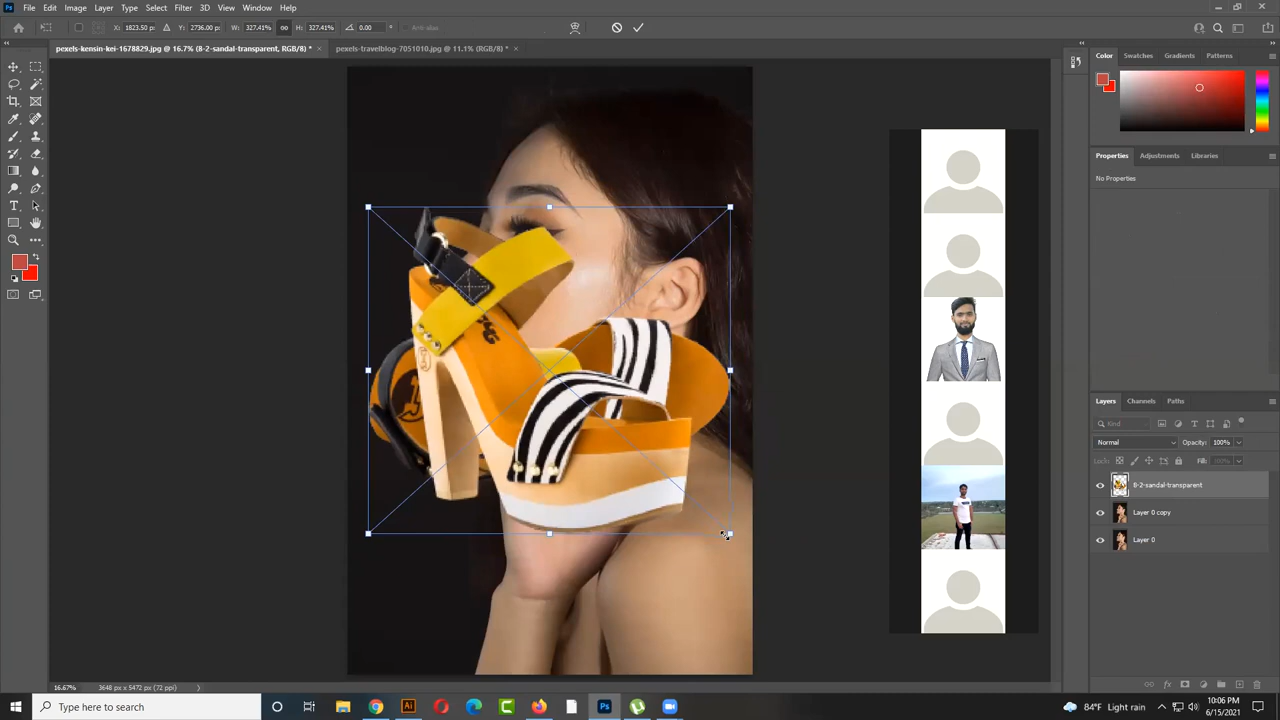 Ps File Edit Image Layer Type Select Filter 3D View Window Help
X: 1823.50 px Y: 2736.00 px W: 327.41% H: 327.41% 0.00 Anti-alias
pexels-kensin-kei-1678829.jpg @ 16.7% (8-2-sandal-transparent, RGB/8) * × pexels-travelblog-7051010.jpg @ 11.1% (RGB/8) * ×
Color Swatches Gradients Patterns
Properties Adjustments Libraries
No Properties
Layers Channels Paths
Kind
Normal Opacity: 100%
Lock: Fill: 100%
8-2-sandal-transparent
Layer 0 copy
Layer 0
16.67% 3648 px x 5472 px (72 ppi)
Type here to search
Ai Ps
84°F Light rain
10:06 PM
6/15/2021